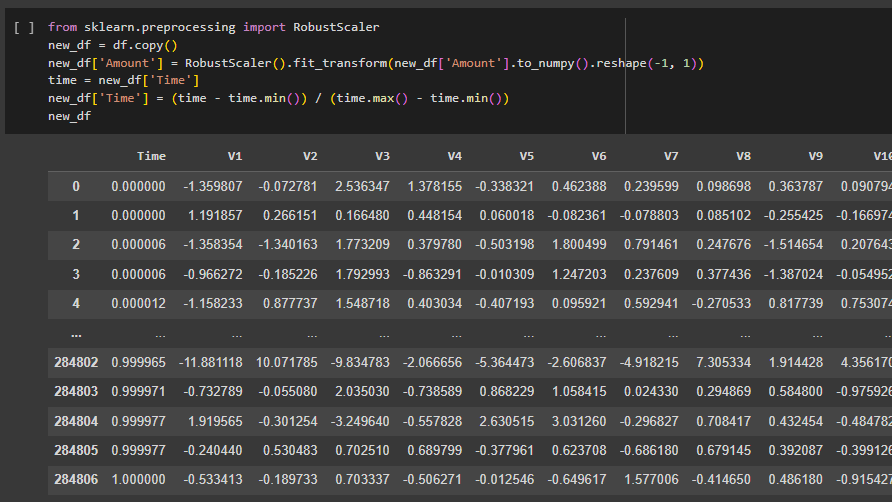 [ ] from sklearn.preprocessing import RobustScaler
new_df = df.copy()
new_df['Amount'] = RobustScaler().fit_transform(new_df['Amount'].to_numpy().reshape(-1, 1))
time = new_df['Time']
new_df['Time'] = (time - time.min()) / (time.max() - time.min())
new_df
Time V1 V2 V3 V4 V5 V6 V7 V8 V9 V10
0 0.000000 -1.359807 -0.072781 2.536347 1.378155 -0.338321 0.462388 0.239599 0.098698 0.363787 0.090794
1 0.000000 1.191857 0.266151 0.166480 0.448154 0.060018 -0.082361 -0.078803 0.085102 -0.255425 -0.166974
2 0.000006 -1.358354 -1.340163 1.773209 0.379780 -0.503198 1.800499 0.791461 0.247676 -1.514654 0.207643
3 0.000006 -0.966272 -0.185226 1.792993 -0.863291 -0.010309 1.247203 0.237609 0.377436 -1.387024 -0.054952
4 0.000012 -1.158233 0.877737 1.548718 0.403034 -0.407193 0.095921 0.592941 -0.270533 0.817739 0.753074
... ... ... ... ... ... ... ... ... ... ... ...
284802 0.999965 -11.881118 10.071785 -9.834783 -2.066656 -5.364473 -2.606837 -4.918215 7.305334 1.914428 4.356170
284803 0.999971 -0.732789 -0.055080 2.035030 -0.738589 0.868229 1.058415 0.024330 0.294869 0.584800 -0.975926
284804 0.999977 1.919565 -0.301254 -3.249640 -0.557828 2.630515 3.031260 -0.296827 0.708417 0.432454 -0.484782
284805 0.999977 -0.240440 0.530483 0.702510 0.689799 -0.377961 0.623708 -0.686180 0.679145 0.392087 -0.399126
284806 1.000000 -0.533413 -0.189733 0.703337 -0.506271 -0.012546 -0.649617 1.577006 -0.414650 0.486180 -0.915427